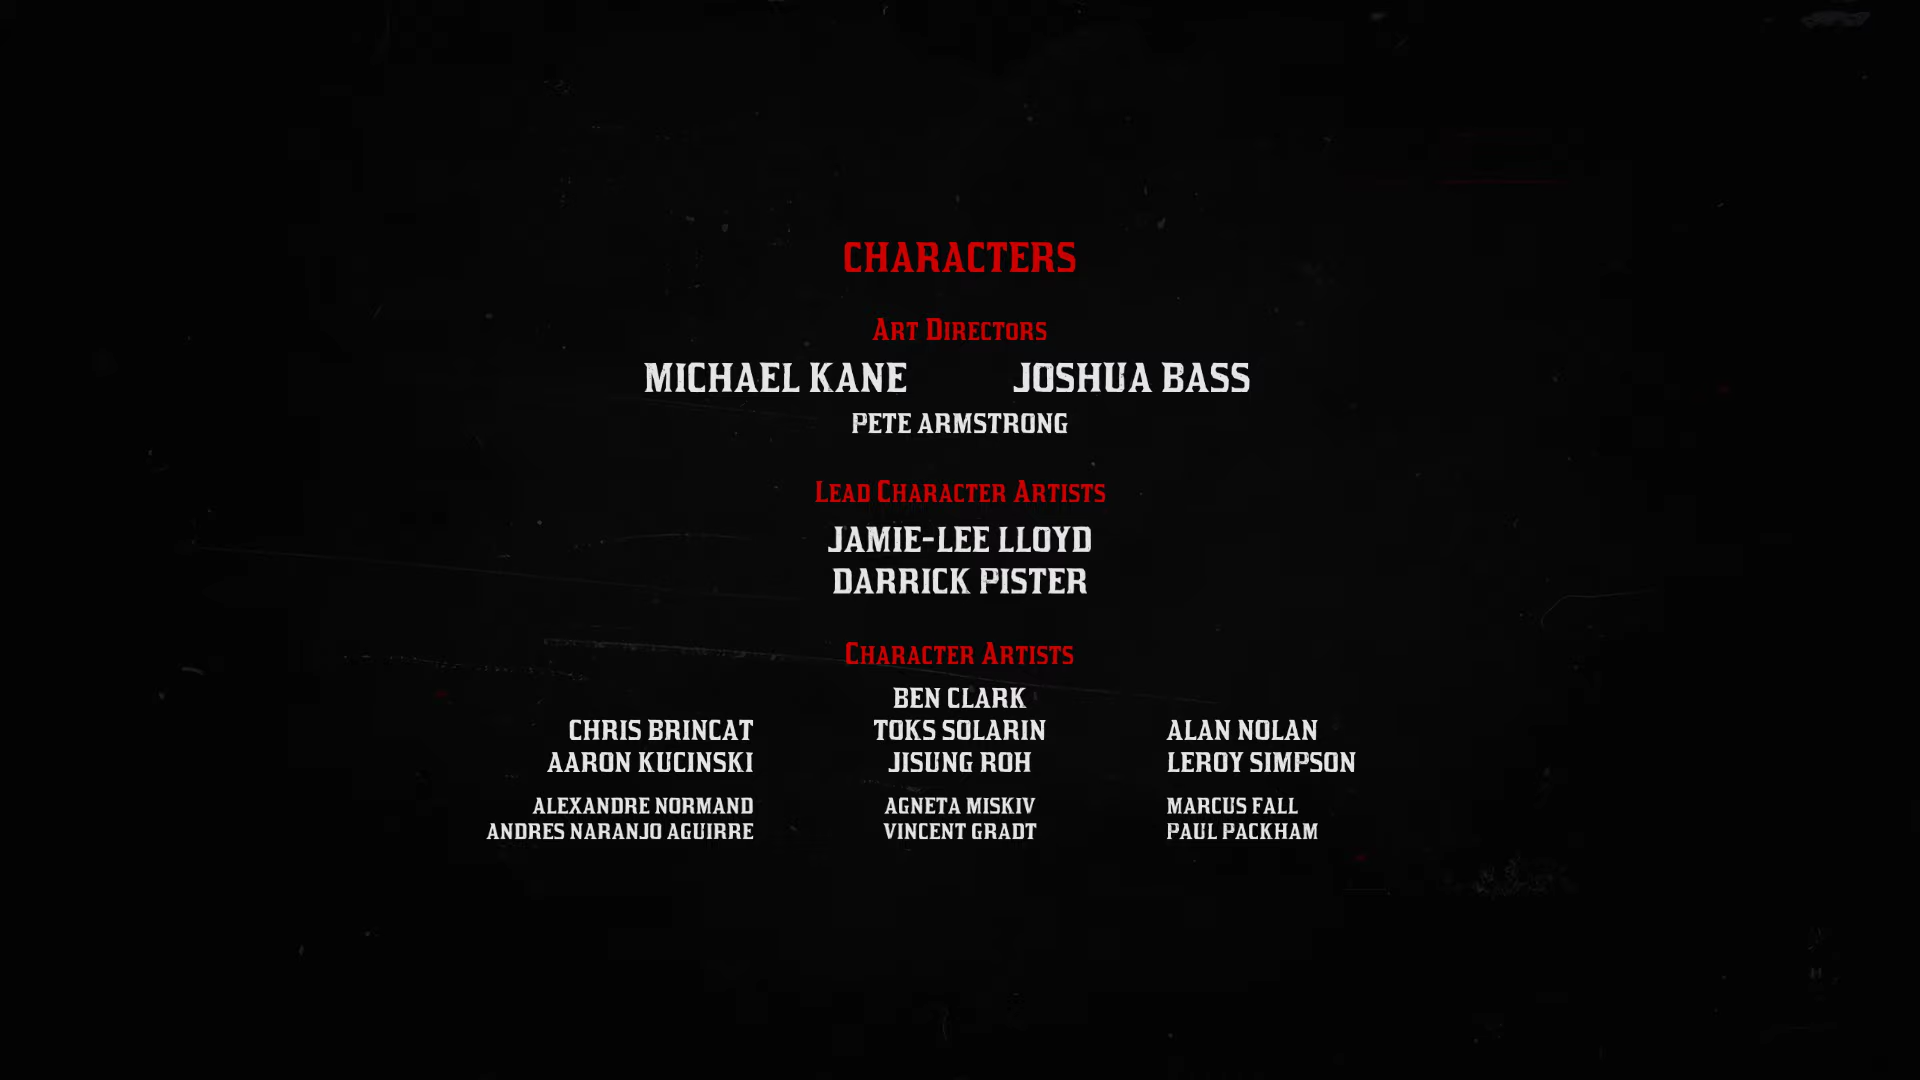 CHARACTERS
ART DIRECTORS
MICHAEL KANE JOSHUA BASS
PETE ARMSTRONG
LEAD CHARACTER ARTISTS
JAMIE-LEE LLOYD
DARRICK PISTER
CHARACTER ARTISTS
BEN CLARK
CHRIS BRINCAT TOKS SOLARIN ALAN NOLAN
AARON KUCINSKI JISUNG ROH LEROY SIMPSON
ALEXANDRE NORMAND AGNETA MISKIV MARCUS FALL
ANDRES NARANJO AGUIRRE VINCENT GRADT PAUL PACKHAM